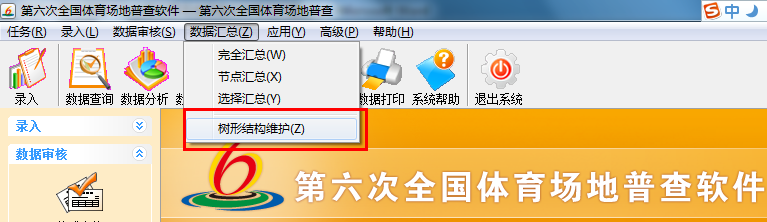 第六次全国体育场地普查软件 — 第六次全国体育场地普查
中
任务(R) 录入(L) 数据审核(S) 数据汇总(Z) 应用(Y) 高级(P) 帮助(H)
完全汇总(W)
节点汇总(X)
选择汇总(Y)
树形结构维护(Z)
录入 数据查询 数据分析 数据打印 系统帮助 退出系统
录入
数据审核
6
第六次全国体育场地普查软件